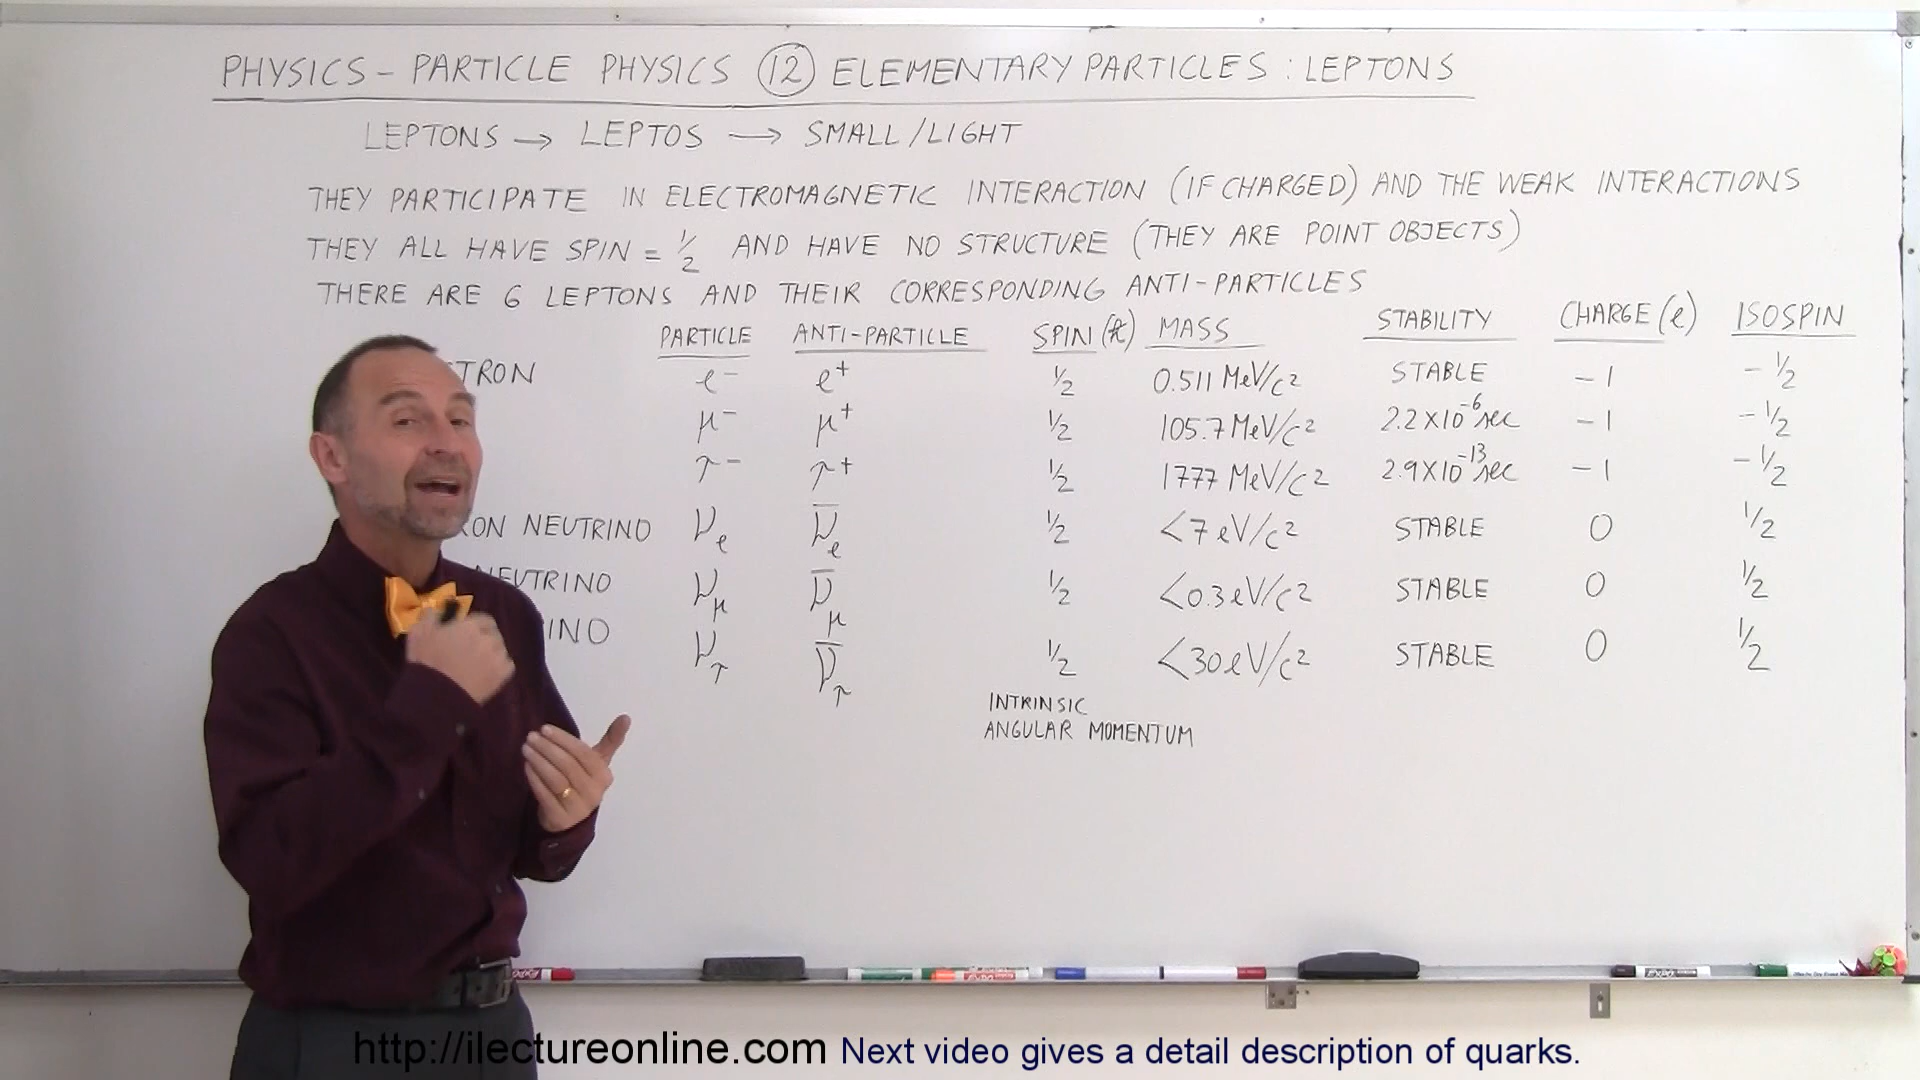 PHYSICS - PARTICLE PHYSICS 12 ELEMENTARY PARTICLES : LEPTONS
LEPTONS → LEPTOS → SMALL/LIGHT
THEY PARTICIPATE IN ELECTROMAGNETIC INTERACTION (IF CHARGED) AND THE WEAK INTERACTIONS
THEY ALL HAVE SPIN = 1/2 AND HAVE NO STRUCTURE (THEY ARE POINT OBJECTS)
THERE ARE 6 LEPTONS AND THEIR CORRESPONDING ANTI-PARTICLES
PARTICLE ANTI-PARTICLE SPIN (ħ) MASS STABILITY CHARGE (e) ISOSPIN
TRON e⁻ e⁺ 1/2 0.511 MeV/c² STABLE -1 -1/2
μ⁻ μ⁺ 1/2 105.7 MeV/c² 2.2×10⁻⁶ sec -1 -1/2
τ⁻ τ⁺ 1/2 1777 MeV/c² 2.9×10⁻¹³ sec -1 -1/2
RON NEUTRINO νe ν̄e 1/2 <7 eV/c² STABLE 0 1/2
NEUTRINO νμ ν̄μ 1/2 <0.3 eV/c² STABLE 0 1/2
INO ντ ν̄τ 1/2 <30 eV/c² STABLE 0 1/2
INTRINSIC
ANGULAR MOMENTUM
EXPO
http://ilectureonline.com Next video gives a detail description of quarks.